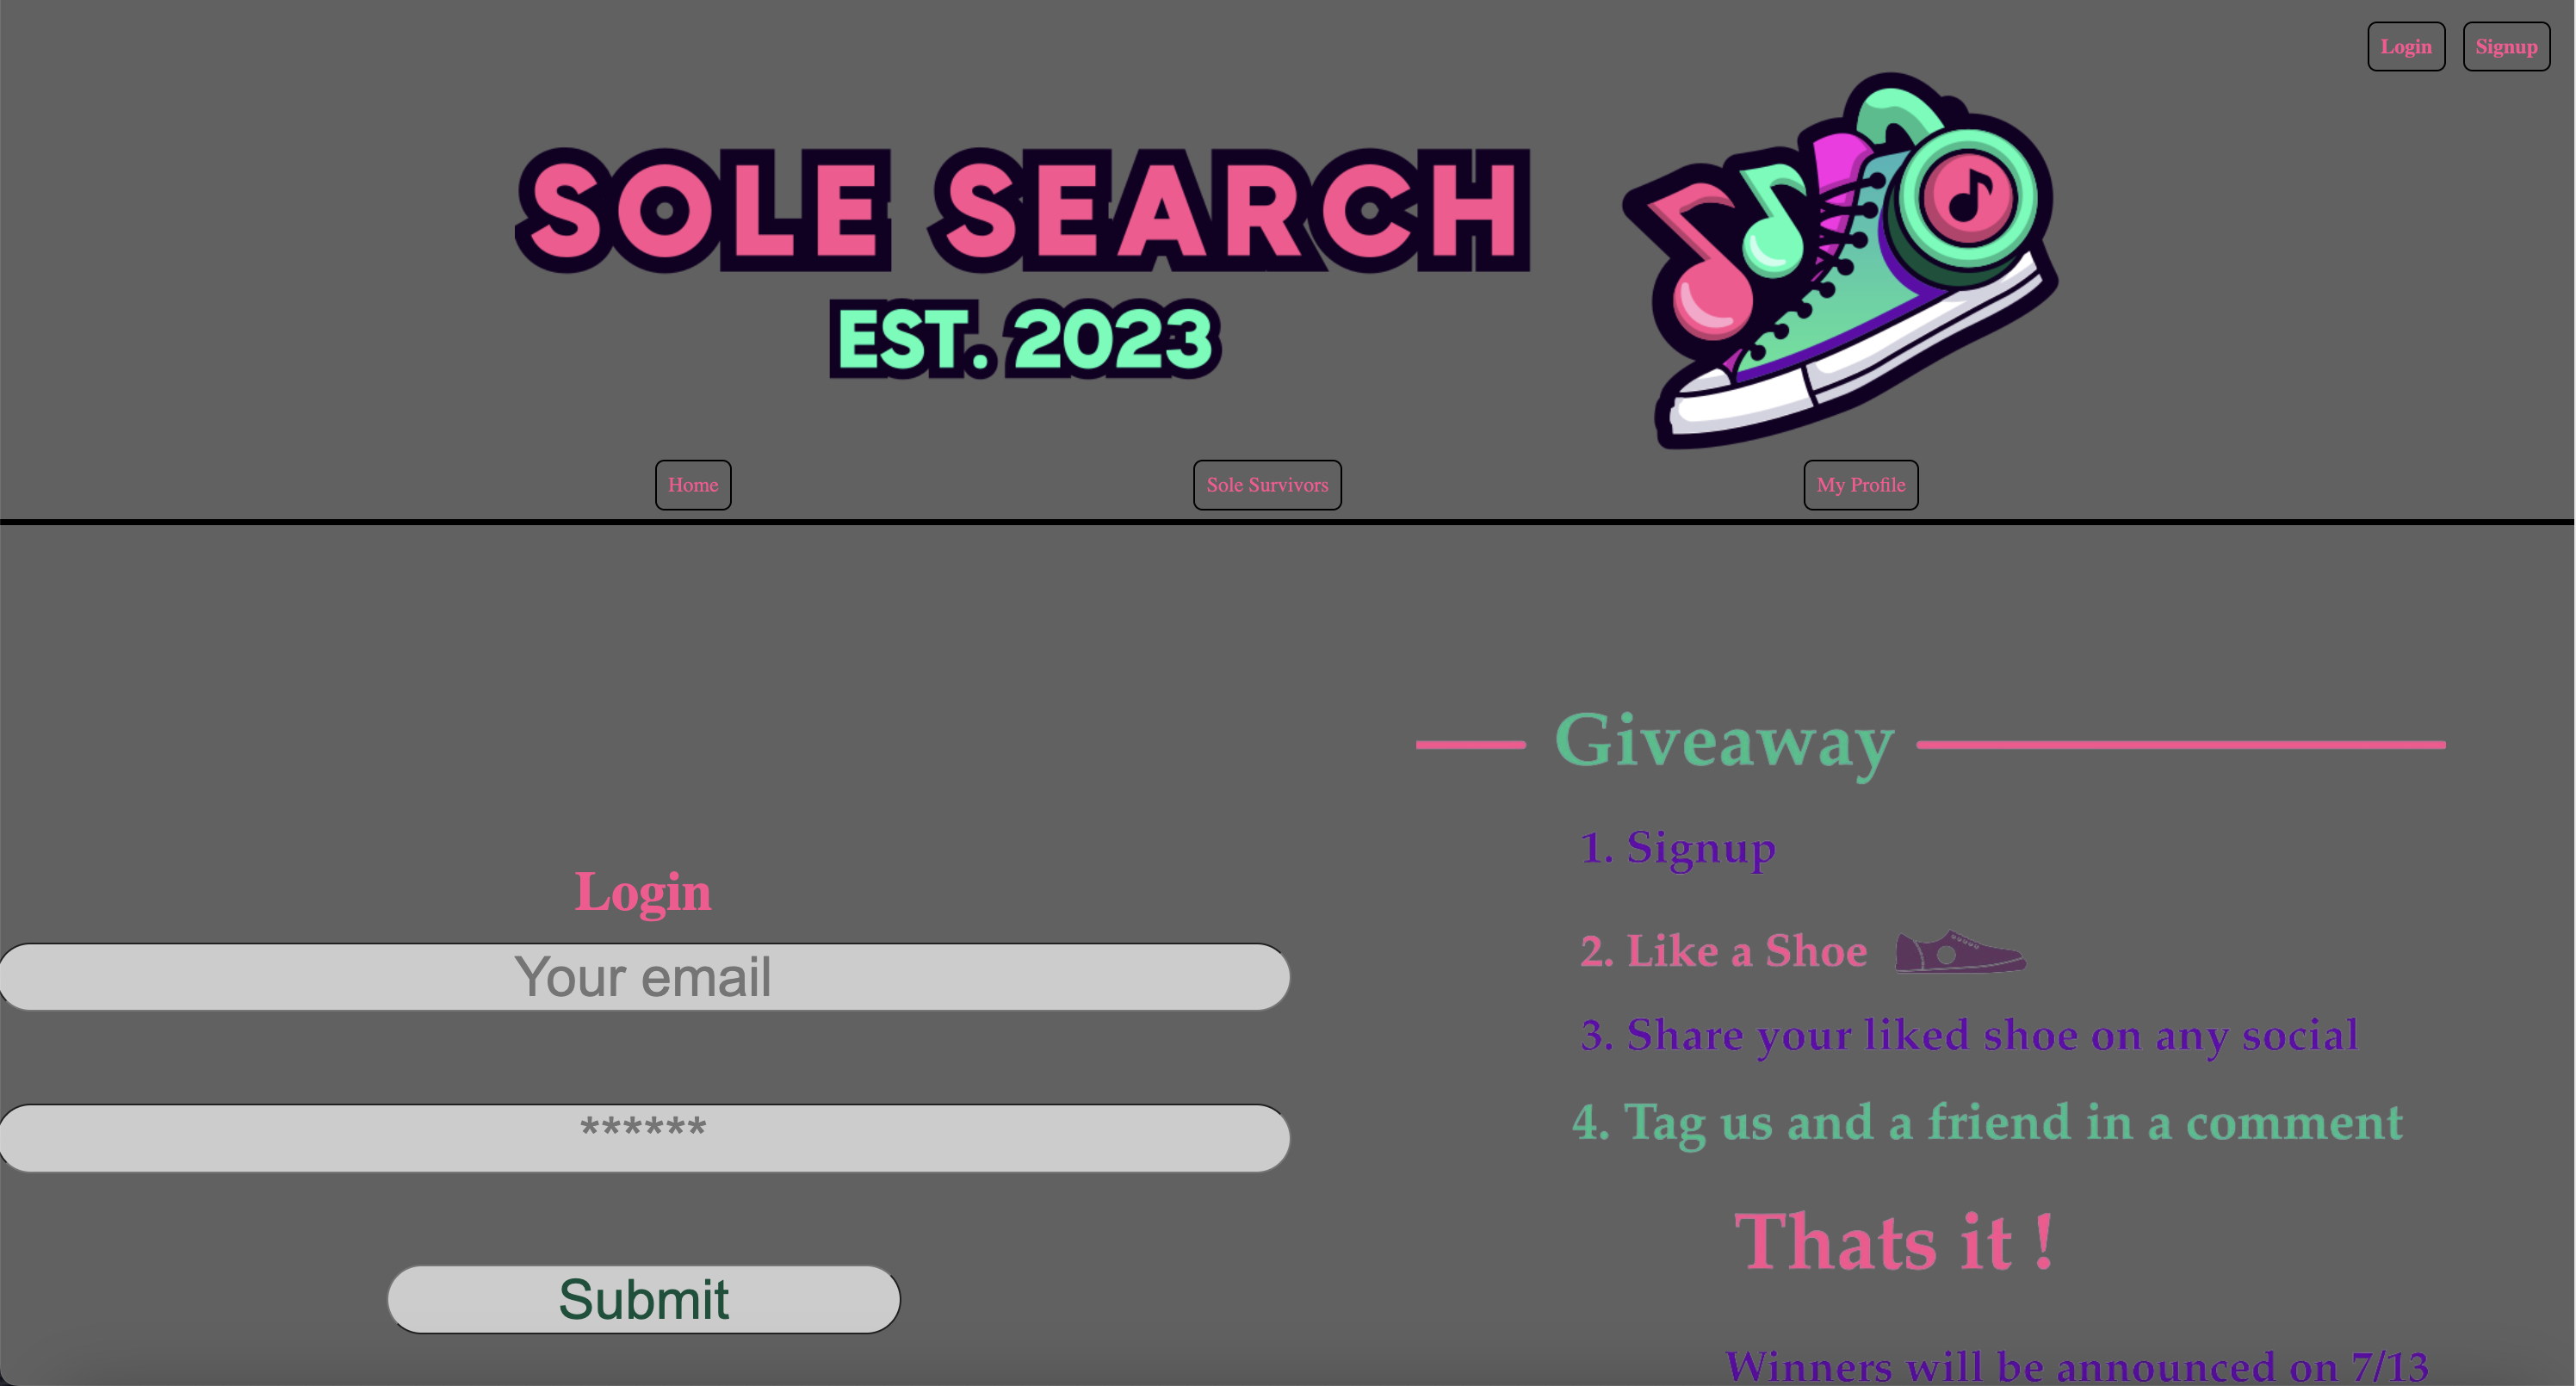 Login Signup
SOLE SEARCH
EST. 2023
Home Sole Survivors My Profile
Giveaway
1. Signup
Login
2. Like a Shoe
Your email
3. Share your liked shoe on any social
******
4. Tag us and a friend in a comment
Thats it !
Submit
Winners will be announced on 7/13